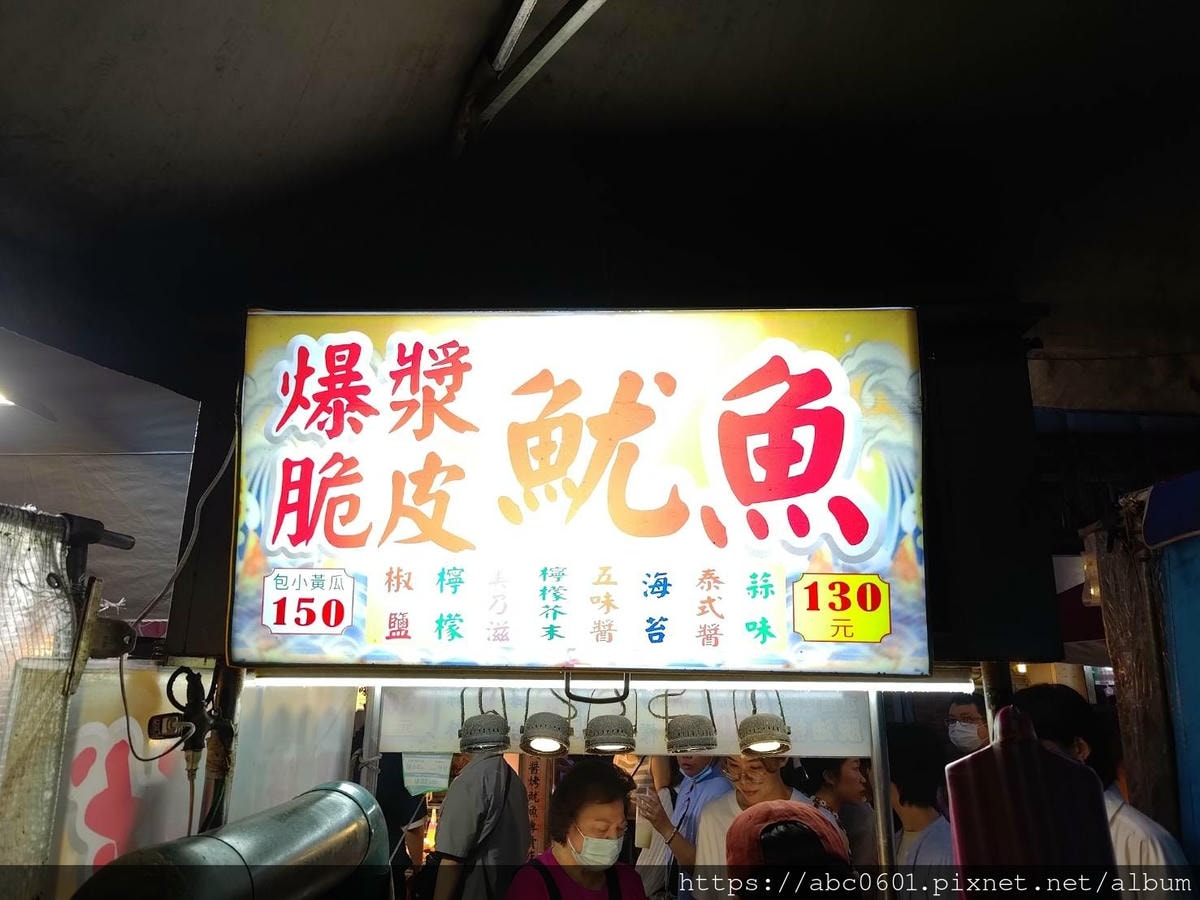 爆漿
脆皮
魷魚
包小黃瓜
150
椒鹽
檸檬
美乃滋
檸檬芥末
五味醬
海苔
泰式醬
蒜味
130
元
https://abc0601.pixnet.net/album